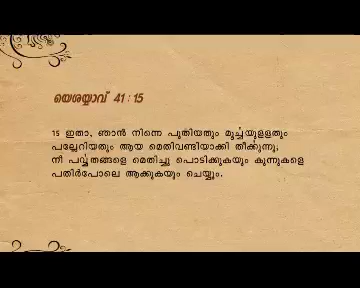 യെശയ്യാവ് 41 : 15
15 ഇതാ, ഞാൻ നിന്നെ പുതിയതും മൂർച്ചയുളളതും
പല്ലേറിയതും ആയ മെതിവണ്ടിയാക്കി തീർക്കുന്നു;
നീ പർവ്വതങ്ങളെ മെതിച്ചു പൊടിക്കുകയും കുന്നുകളെ
പതിർപോലെ ആക്കുകയും ചെയ്യും.